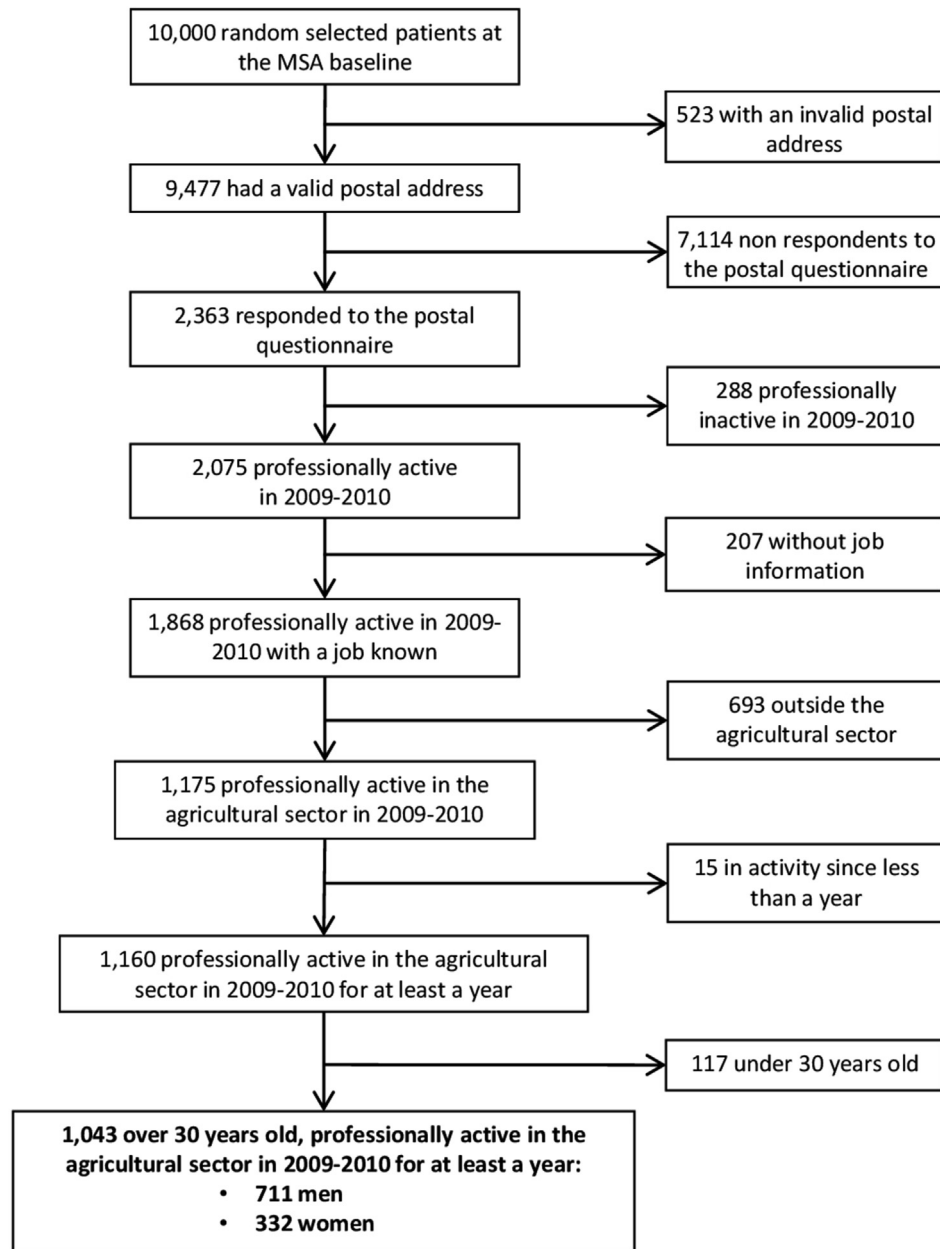 10,000 random selected patients at
the MSA baseline
523 with an invalid postal
address
9,477 had a valid postal address
7,114 non respondents to
the postal questionnaire
2,363 responded to the postal
questionnaire
288 professionally
inactive in 2009-2010
2,075 professionally active
in 2009-2010
207 without job
information
1,868 professionally active in 2009-
2010 with a job known
693 outside the
agricultural sector
1,175 professionally active in the
agricultural sector in 2009-2010
15 in activity since less
than a year
1,160 professionally active in the agricultural
sector in 2009-2010 for at least a year
117 under 30 years old
1,043 over 30 years old, professionally active in the
agricultural sector in 2009-2010 for at least a year:
• 711 men
• 332 women